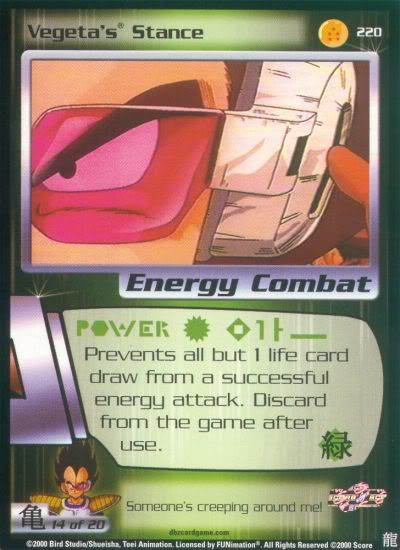 Vegeta's® Stance
220
Energy Combat
POWER
Prevents all but 1 life card
draw from a successful
energy attack. Discard
from the game after
use.
緑
亀
14 of 20
Someone's creeping around me!
©2000 Bird Studio/Shueisha, Toei Animation. Licensed by FUNimation®. All Rights Reserved ©2000 Score
龍
dbzcardgame.com